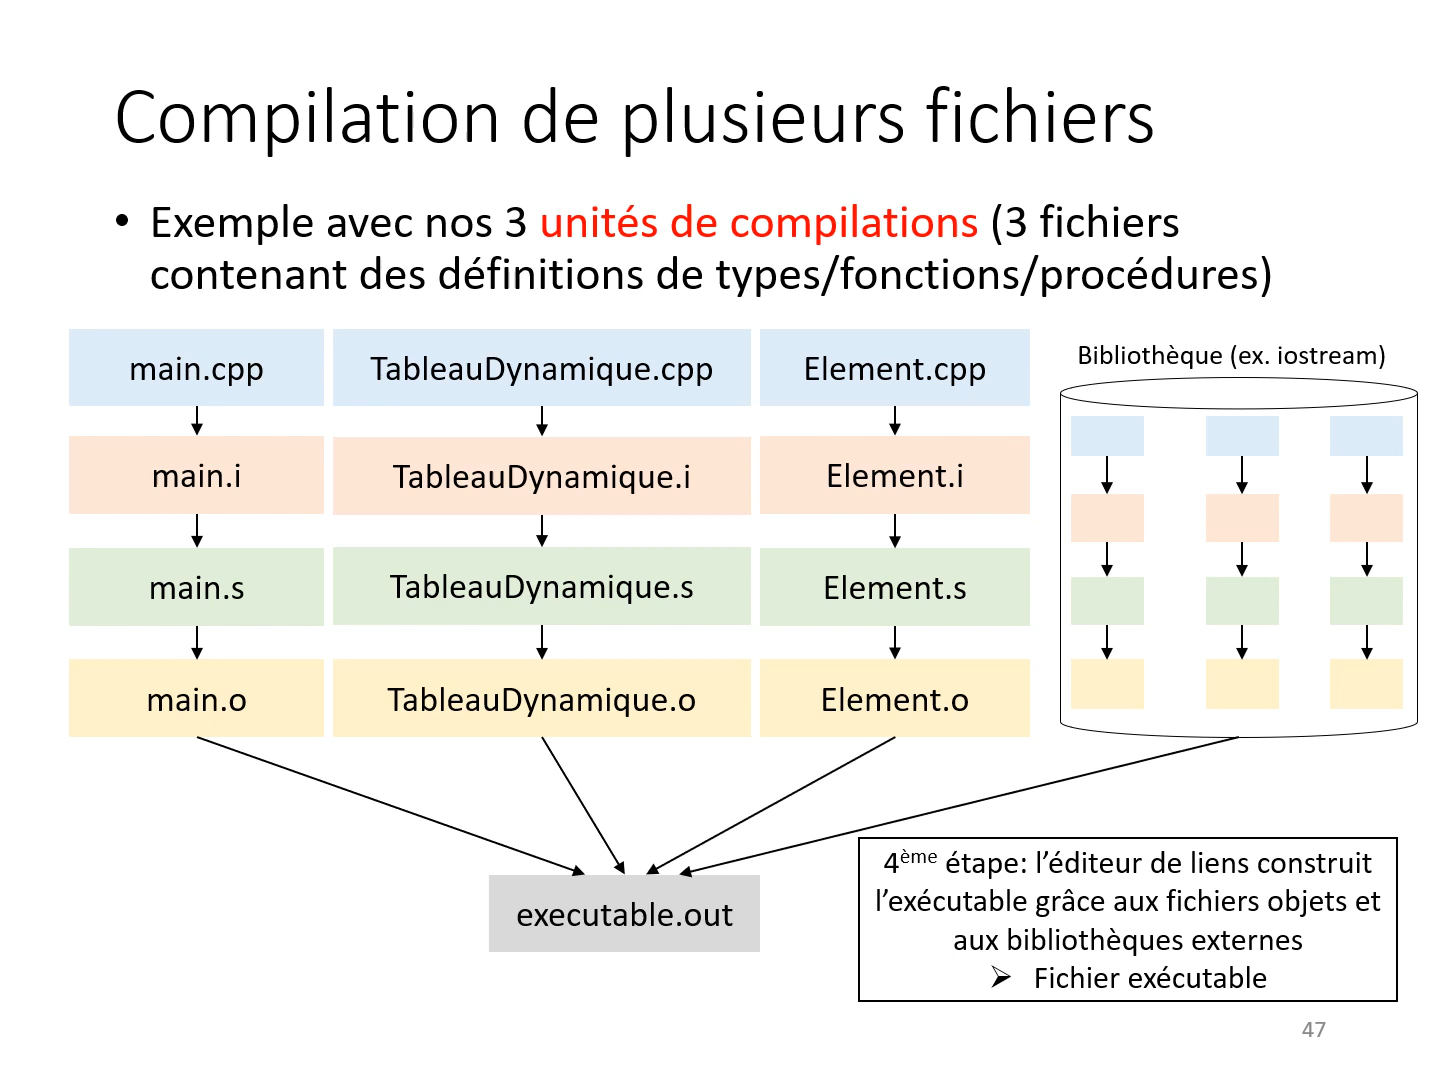 Compilation de plusieurs fichiers
• Exemple avec nos 3 unités de compilations (3 fichiers
contenant des définitions de types/fonctions/procédures)
main.cpp
TableauDynamique.cpp
Element.cpp
Bibliothèque (ex. iostream)
main.i
TableauDynamique.i
Element.i
main.s
TableauDynamique.s
Element.s
main.o
TableauDynamique.o
Element.o
executable.out
4ème étape: l’éditeur de liens construit
l’exécutable grâce aux fichiers objets et
aux bibliothèques externes
➢ Fichier exécutable
47